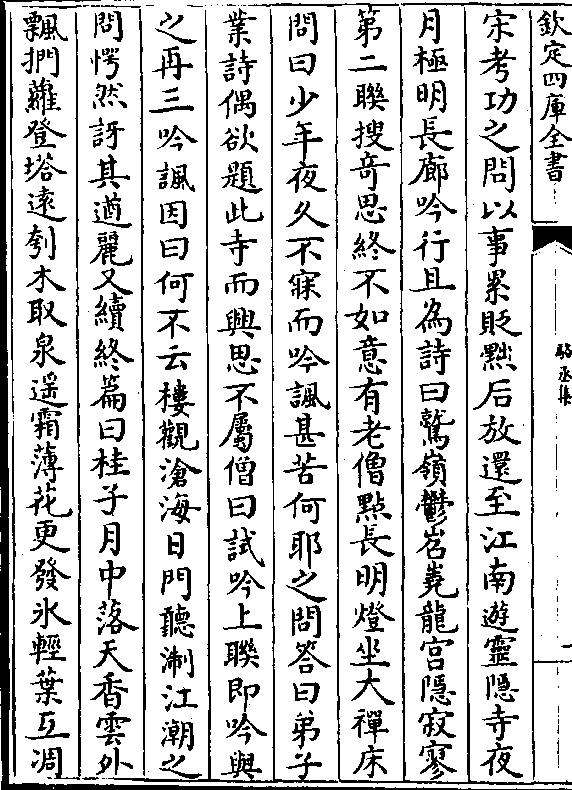 欽定四庫全書
駱丞集
宋考功之問以事累貶黜后放還至江南遊靈隐寺夜
月極明長廊吟行且為詩曰鷲嶺鬱岧嶤龍宫隱寂寥
第二聯搜奇思終不如意有老僧點長明燈坐大禪床
問曰少年夜久不寐而吟諷甚苦何耶之問答曰弟子
業詩偶欲題此寺而興思不屬僧曰試吟上聯即吟與
之再三吟諷因曰何不云樓觀滄海日門聽淛江潮之
問愕然訝其遒麗又續終篇曰桂子月中落天香雲外
飄捫蘿登塔逺刳木取泉遥霜薄花更發氷輕葉互凋